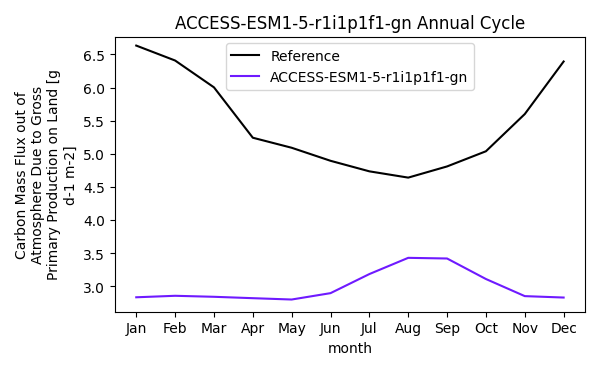 ACCESS-ESM1-5-r1i1p1f1-gn Annual Cycle
Reference
ACCESS-ESM1-5-r1i1p1f1-gn
Carbon Mass Flux out of
Atmosphere Due to Gross
Primary Production on Land [g
d-1 m-2]
6.5
6.0
5.5
5.0
4.5
4.0
3.5
3.0
Jan Feb Mar Apr May Jun Jul Aug Sep Oct Nov Dec
month